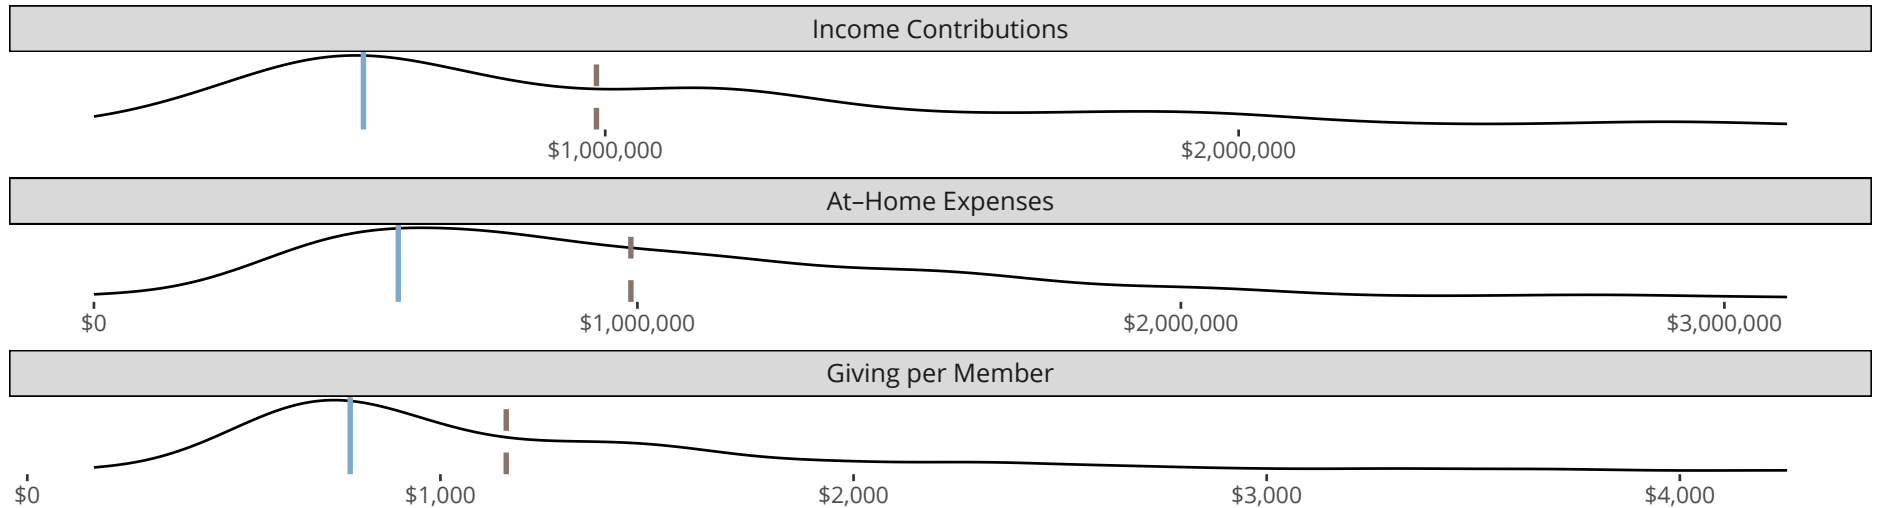 Income Contributions
$1,000,000 $2,000,000
At–Home Expenses
$0 $1,000,000 $2,000,000 $3,000,000
Giving per Member
$0 $1,000 $2,000 $3,000 $4,000